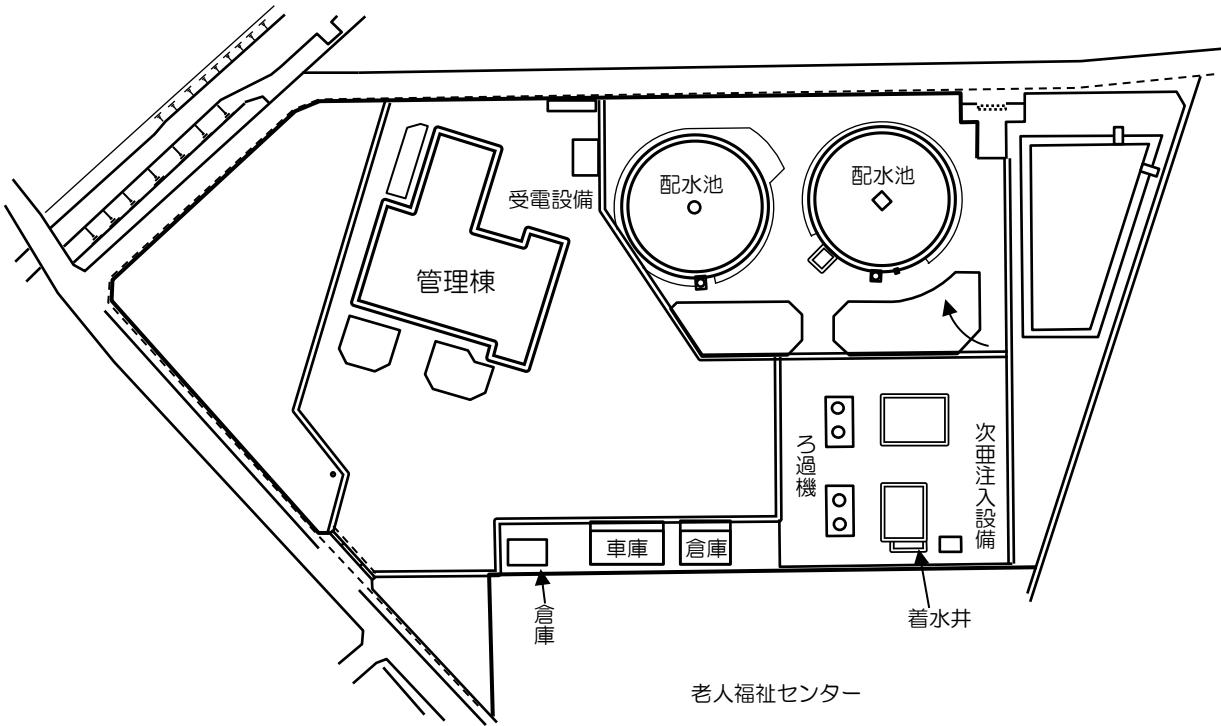 配水池
配水池
受電設備
管理棟
ろ過機
次亜注入設備
車庫
倉庫
倉庫
着水井
老人福祉センター